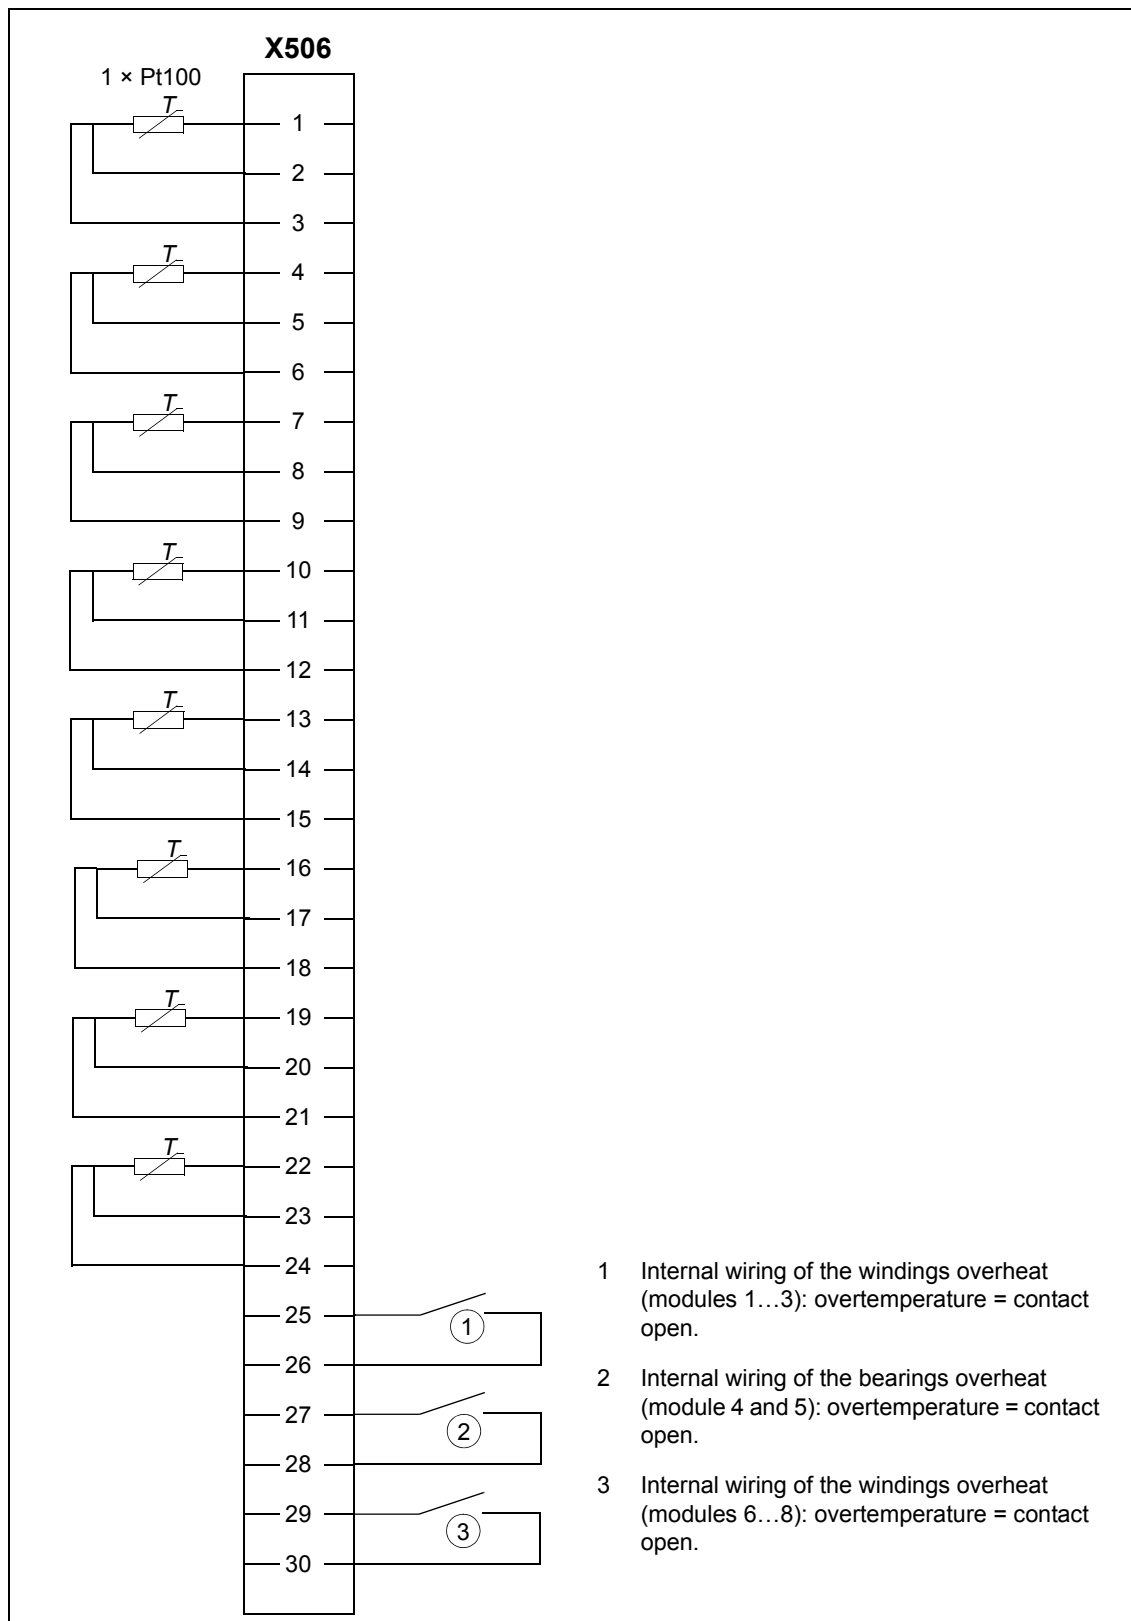 X506
1 × Pt100
T
1
2
3
T
4
5
6
T
7
8
9
T
10
11
12
T
13
14
15
T
16
17
18
T
19
20
21
T
22
23
24
25
1
26
27
2
28
29
3
30
1 Internal wiring of the windings overheat
(modules 1…3): overtemperature = contact
open.
2 Internal wiring of the bearings overheat
(module 4 and 5): overtemperature = contact
open.
3 Internal wiring of the windings overheat
(modules 6…8): overtemperature = contact
open.